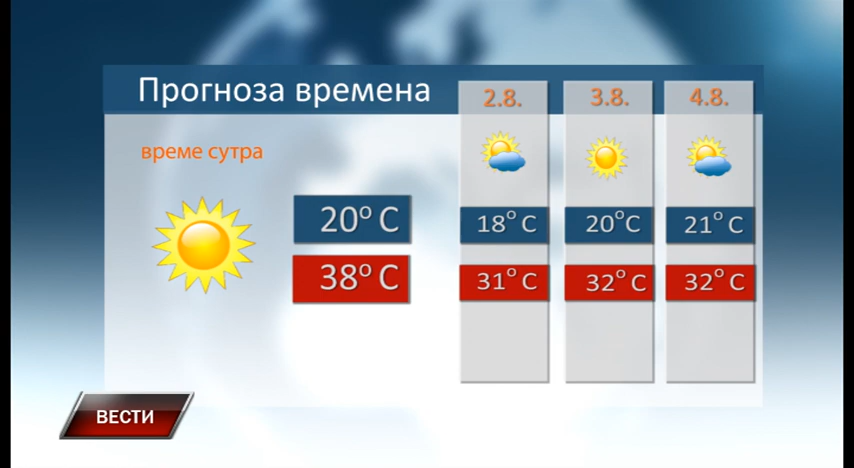 Прогноза времена
време сутра
20° C
38° C
2.8.
3.8.
4.8.
18° C
20°C
21° C
31° C
32° C
32° C
ВЕСТИ